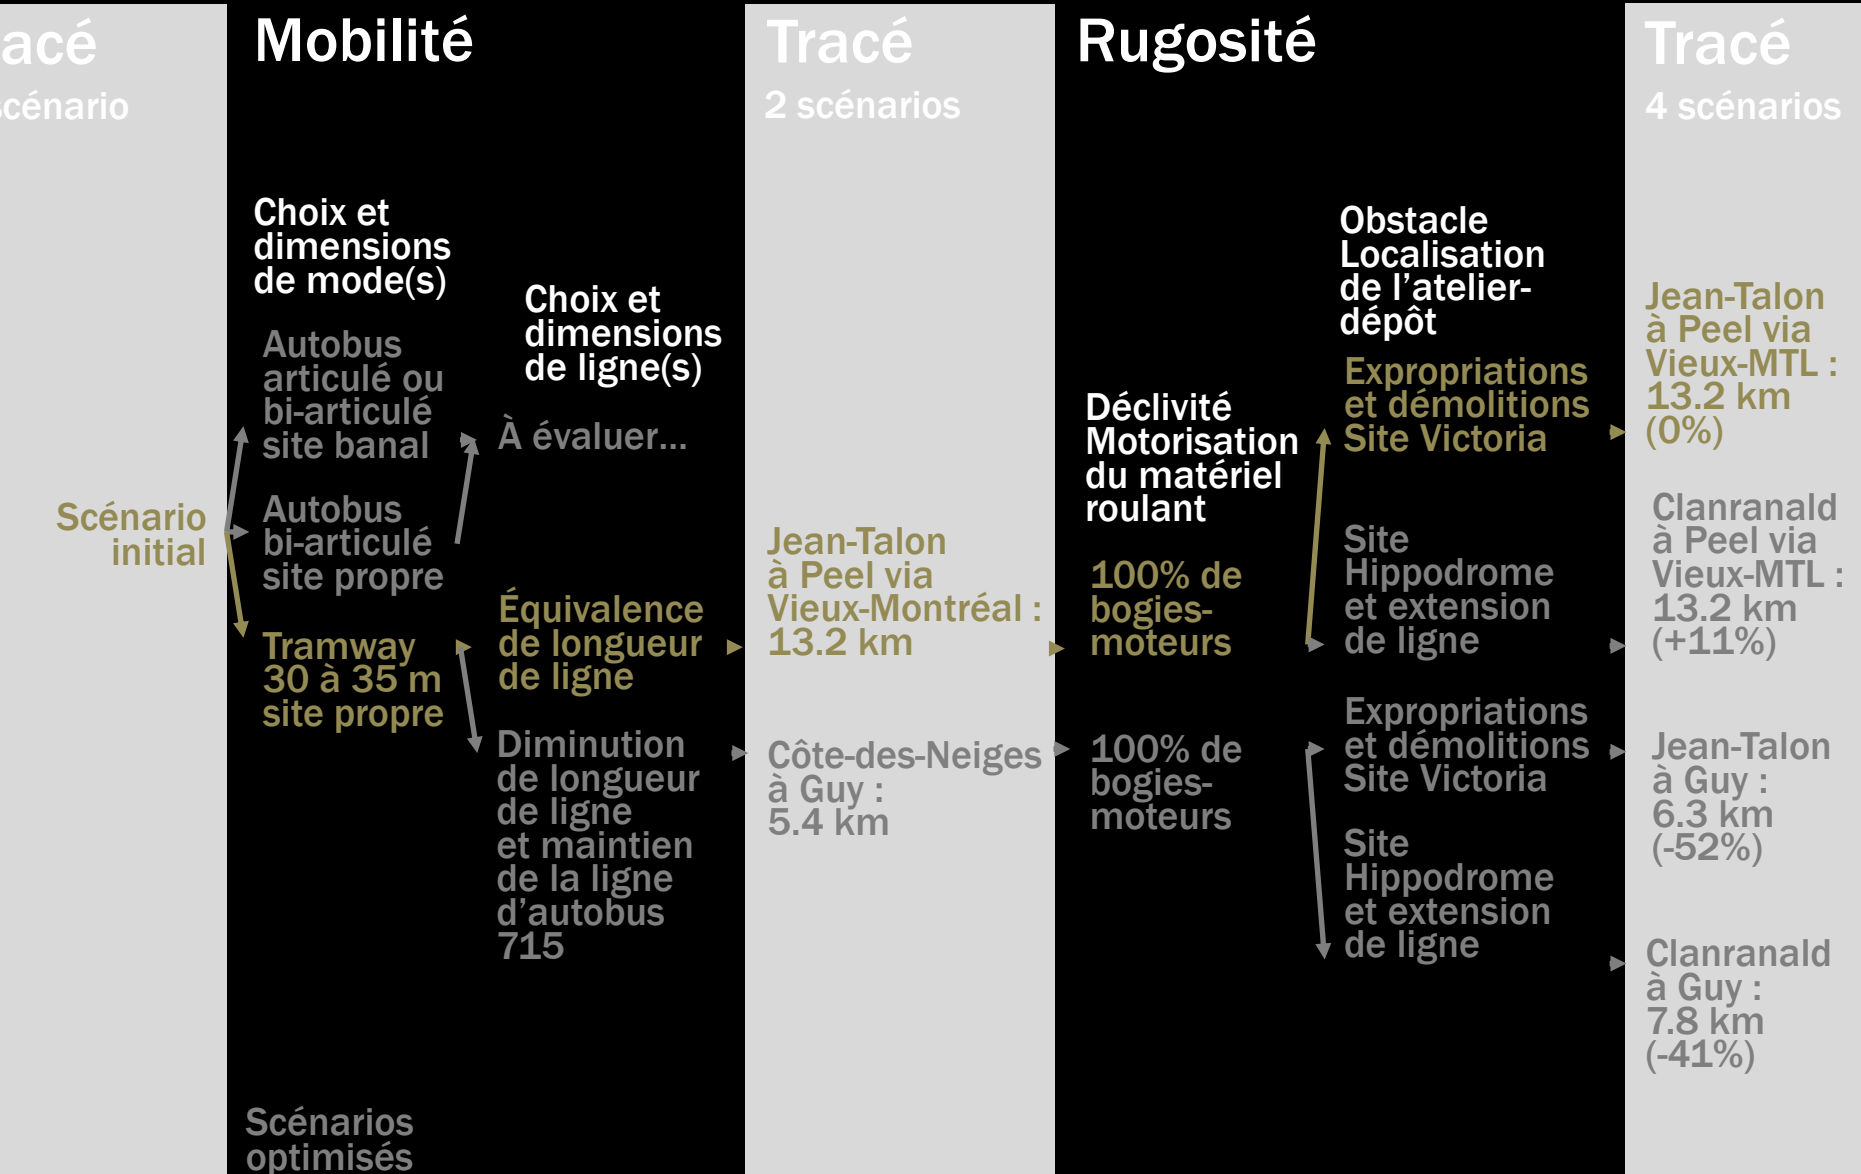 acé
scénario
Scénario
initial
Mobilité
Choix et
dimensions
de mode(s)
Autobus
articulé ou
bi-articulé
site banal
Autobus
bi-articulé
site propre
Tramway
30 à 35 m
site propre
Scénarios
optimisés
Choix et
dimensions
de ligne(s)
À évaluer...
Équivalence
de longueur
de ligne
Diminution
de longueur
de ligne
et maintien
de la ligne
d'autobus
715
Tracé
2 scénarios
Jean-Talon
à Peel via
Vieux-Montréal :
13.2 km
Côte-des-Neiges
à Guy :
5.4 km
Rugosité
Déclivité
Motorisation
du matériel
roulant
100% de
bogies-
moteurs
100% de
bogies-
moteurs
Obstacle
Localisation
de l'atelier-
dépôt
Expropriations
et démolitions
Site Victoria
Site
Hippodrome
et extension
de ligne
Expropriations
et démolitions
Site Victoria
Site
Hippodrome
et extension
de ligne
Tracé
4 scénarios
Jean-Talon
à Peel via
Vieux-MTL :
13.2 km
(0%)
Clanranald
à Peel via
Vieux-MTL :
13.2 km
(+11%)
Jean-Talon
à Guy :
6.3 km
(-52%)
Clanranald
à Guy :
7.8 km
(-41%)